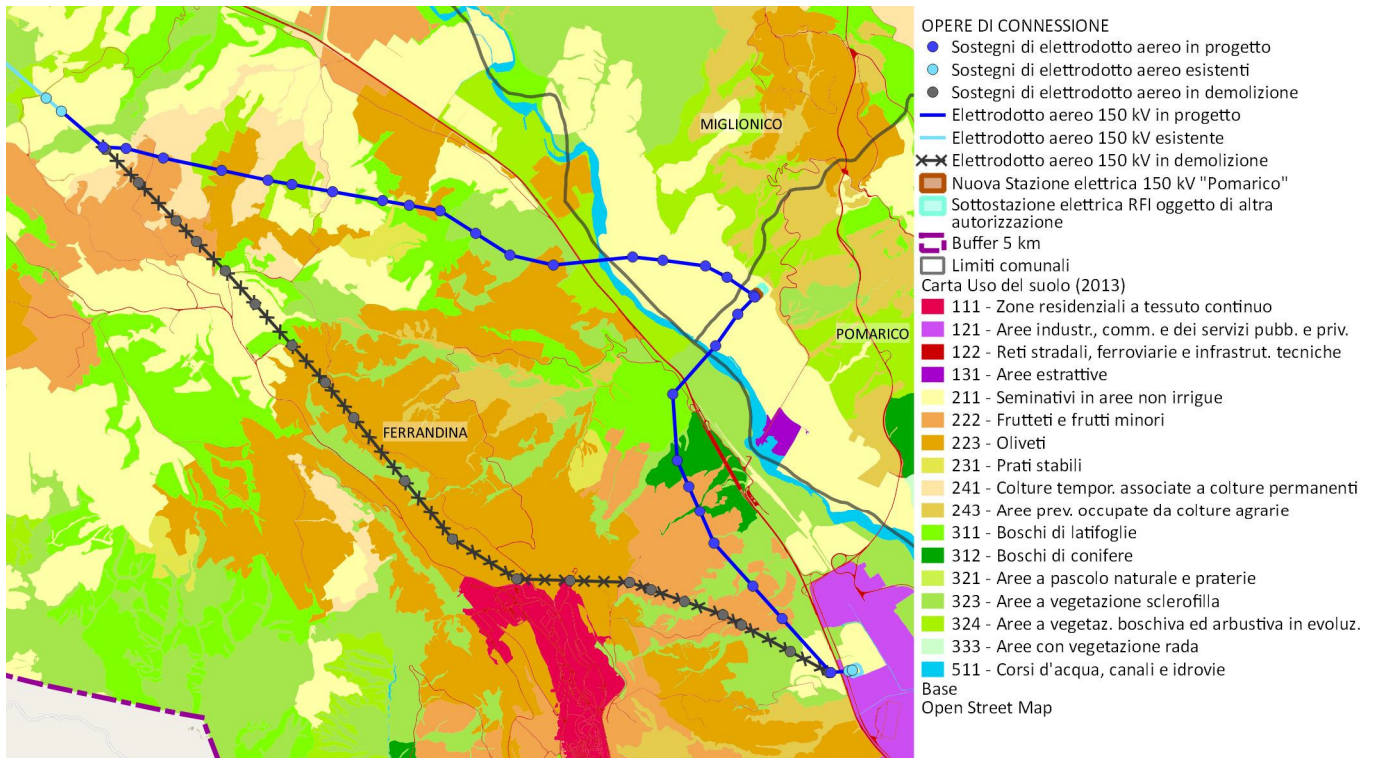 MIGLIONICO
POMARICO
FERRANDINA
OPERE DI CONNESSIONE
Sostegni di elettrodotto aereo in progetto
Sostegni di elettrodotto aereo esistenti
Sostegni di elettrodotto aereo in demolizione
Elettrodotto aereo 150 kV in progetto
Elettrodotto aereo 150 kV esistente
Elettrodotto aereo 150 kV in demolizione
Nuova Stazione elettrica 150 kV "Pomarico"
Sottostazione elettrica RFI oggetto di altra
autorizzazione
Buffer 5 km
Limiti comunali
Carta Uso del suolo (2013)
111 - Zone residenziali a tessuto continuo
121 - Aree industr., comm. e dei servizi pubb. e priv.
122 - Reti stradali, ferroviarie e infrastrut. tecniche
131 - Aree estrattive
211 - Seminativi in aree non irrigue
222 - Frutteti e frutti minori
223 - Oliveti
231 - Prati stabili
241 - Colture tempor. associate a colture permanenti
243 - Aree prev. occupate da colture agrarie
311 - Boschi di latifoglie
312 - Boschi di conifere
321 - Aree a pascolo naturale e praterie
323 - Aree a vegetazione sclerofilla
324 - Aree a vegetaz. boschiva ed arbustiva in evoluz.
333 - Aree con vegetazione rada
511 - Corsi d'acqua, canali e idrovie
Base
Open Street Map